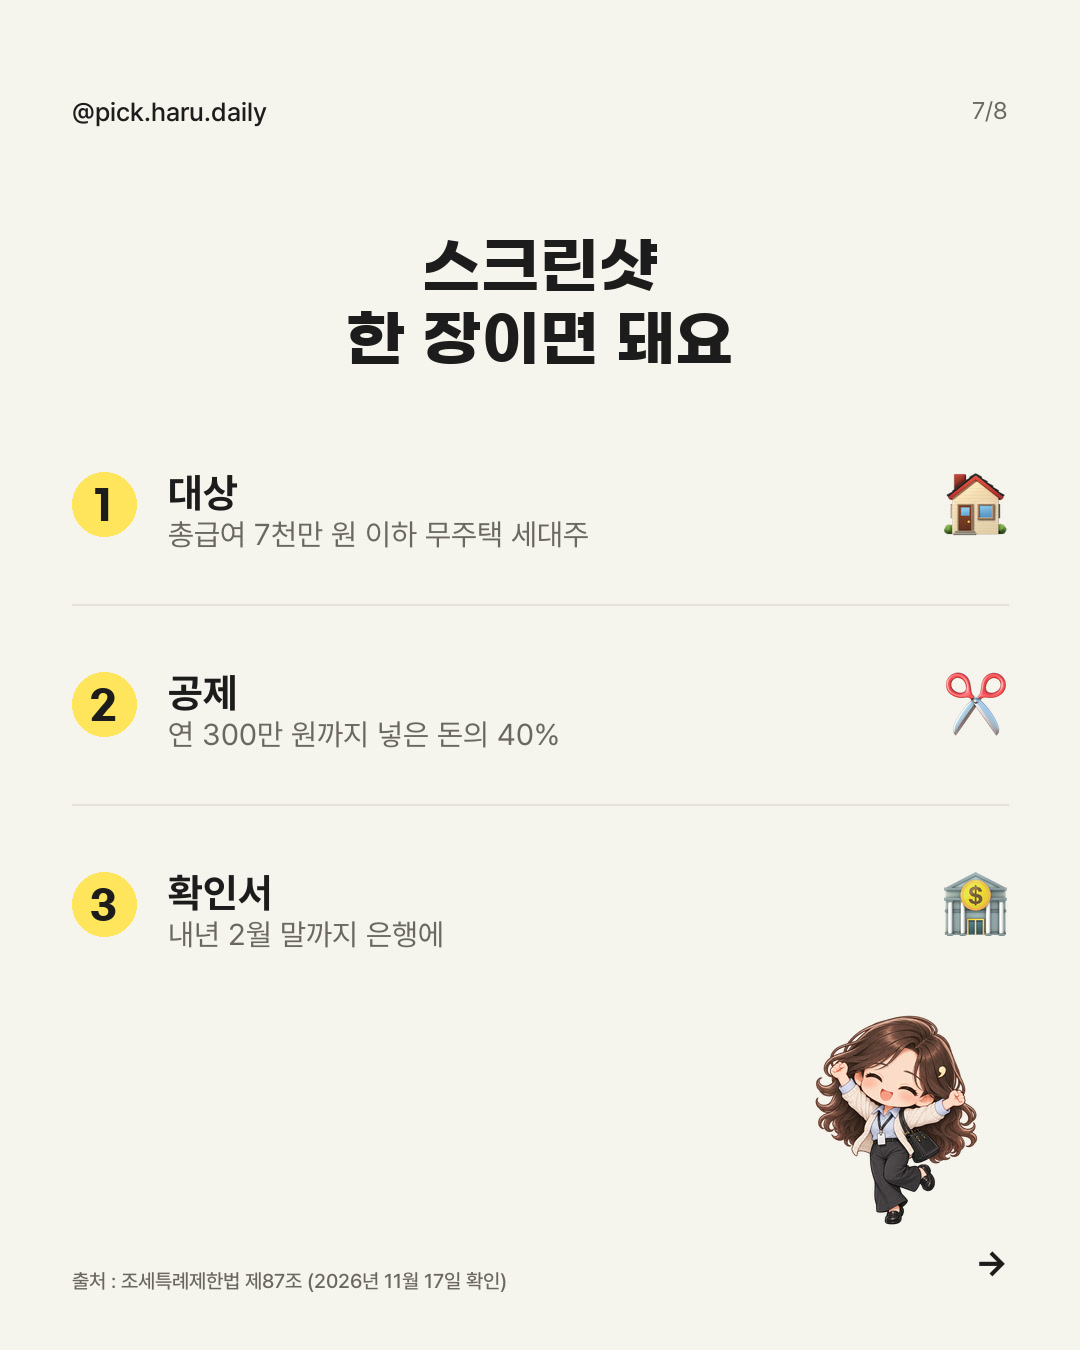 @pick.haru.daily
7/8
스크린샷
한 장이면 돼요
1
대상
총급여 7천만 원 이하 무주택 세대주
2
공제
연 300만 원까지 넣은 돈의 40%
3
확인서
내년 2월 말까지 은행에
$
출처 : 조세특례제한법 제87조 (2026년 11월 17일 확인)
→